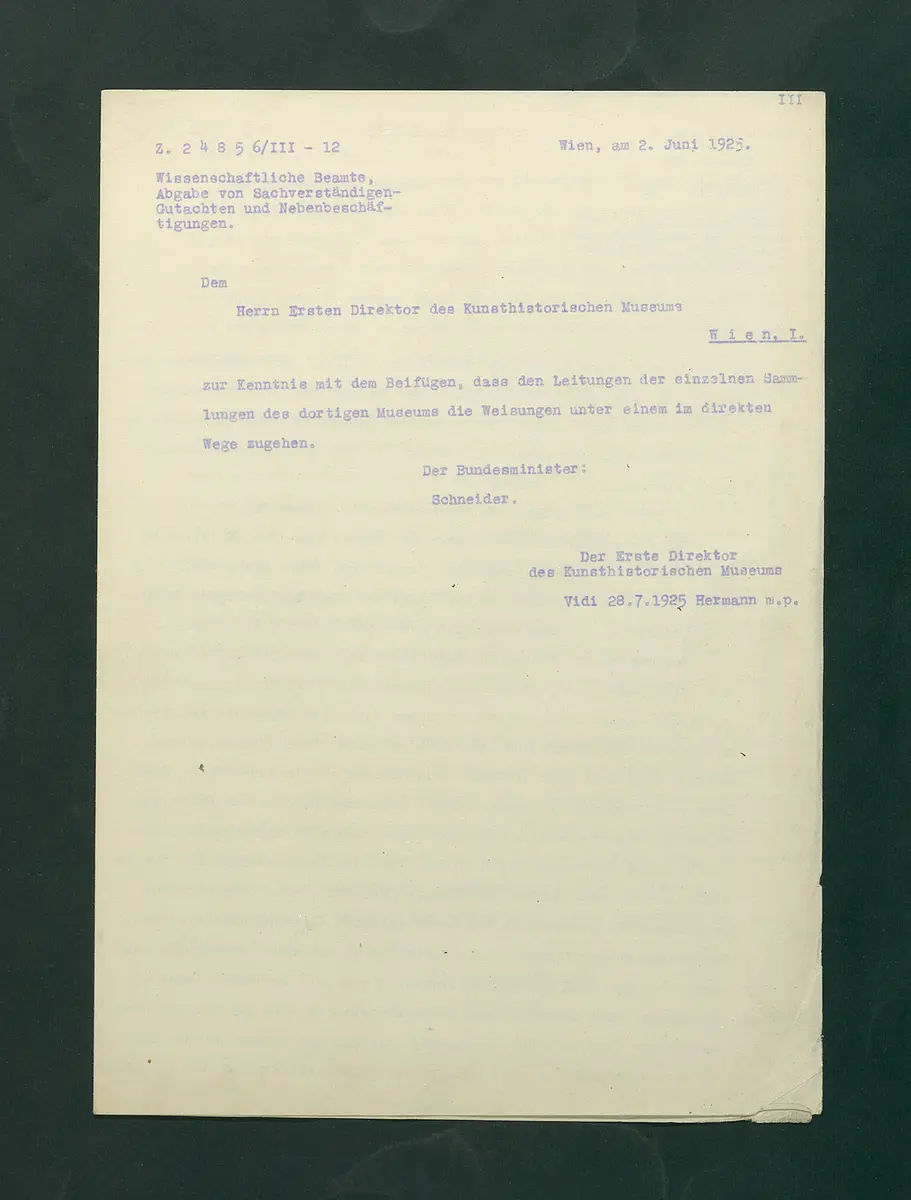 III
Z. 2 4 8 5 6/III - 12
Wien, am 2. Juni 1925.
Wissenschaftliche Beamte,
Abgabe von Sachverständigen-
Gutachten und Nebenbeschäf-
tigungen.
Dem
Herrn Ersten Direktor des Kunsthistorischen Museums
W i e n, I.
zur Kenntnis mit dem Beifügen, dass den Leitungen der einzelnen Samm-
lungen des dortigen Museums die Weisungen unter einem im direkten
Wege zugehen.
Der Bundesminister:
Schneider.
Der Erste Direktor
des Kunsthistorischen Museums
Vidi 28.7.1925 Hermann m.p.